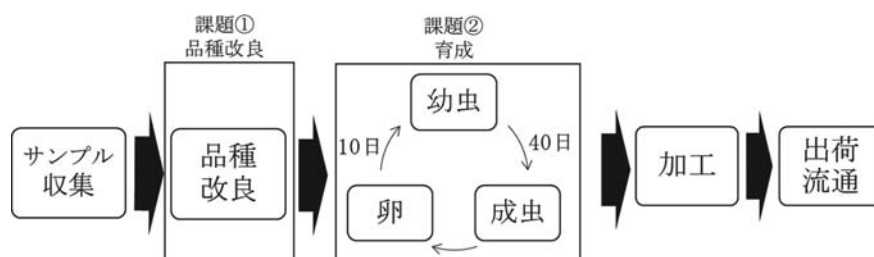 課題①
品種改良
課題②
育成
サンプル
収集
品種
改良
幼虫
10日
40日
卵
成虫
加工
出荷
流通